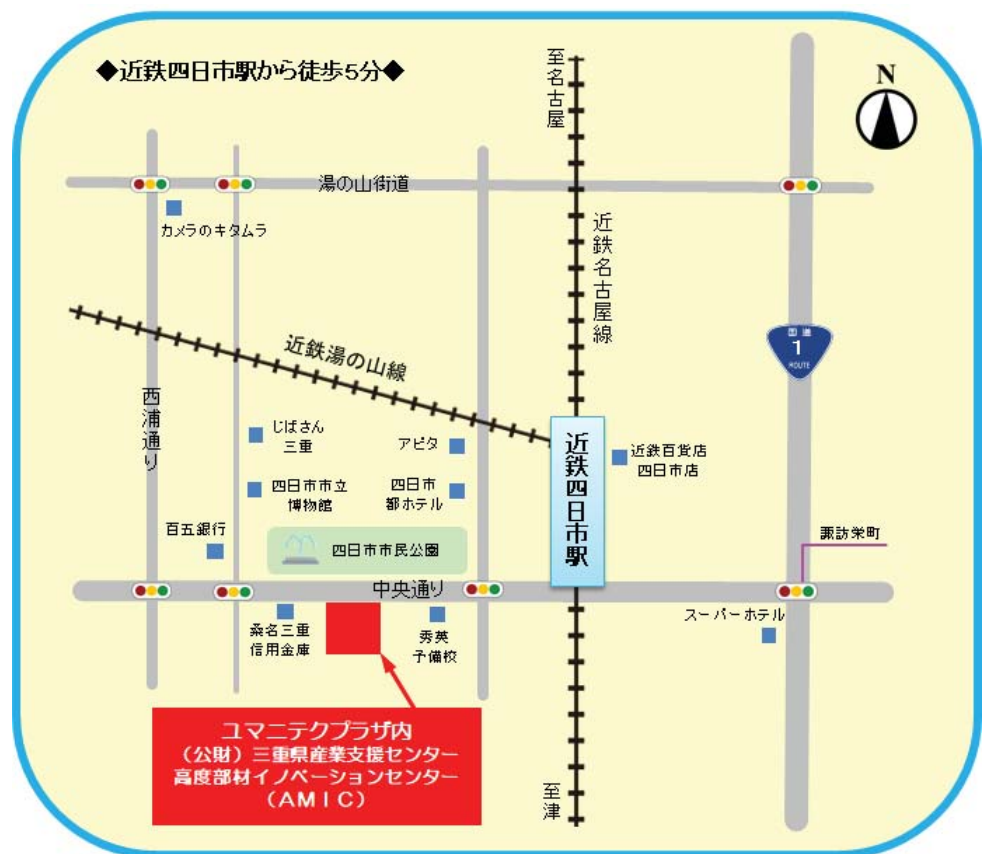 ◆近鉄四日市駅から徒歩5分◆
至名古屋
N
湯の山街道
カメラのキタムラ
近鉄名古屋線
国道
1
ROUTE
近鉄湯の山線
西浦通り
じばさん
三重
アピタ
近鉄四日市駅
近鉄百貨店
四日市店
四日市市立
博物館
四日市
都ホテル
百五銀行
四日市市民公園
諏訪栄町
中央通り
スーパーホテル
桑名三重
信用金庫
秀英
予備校
ユマニテクプラザ内
(公財)三重県産業支援センター
高度部材イノベーションセンター
(AMIC)
至津